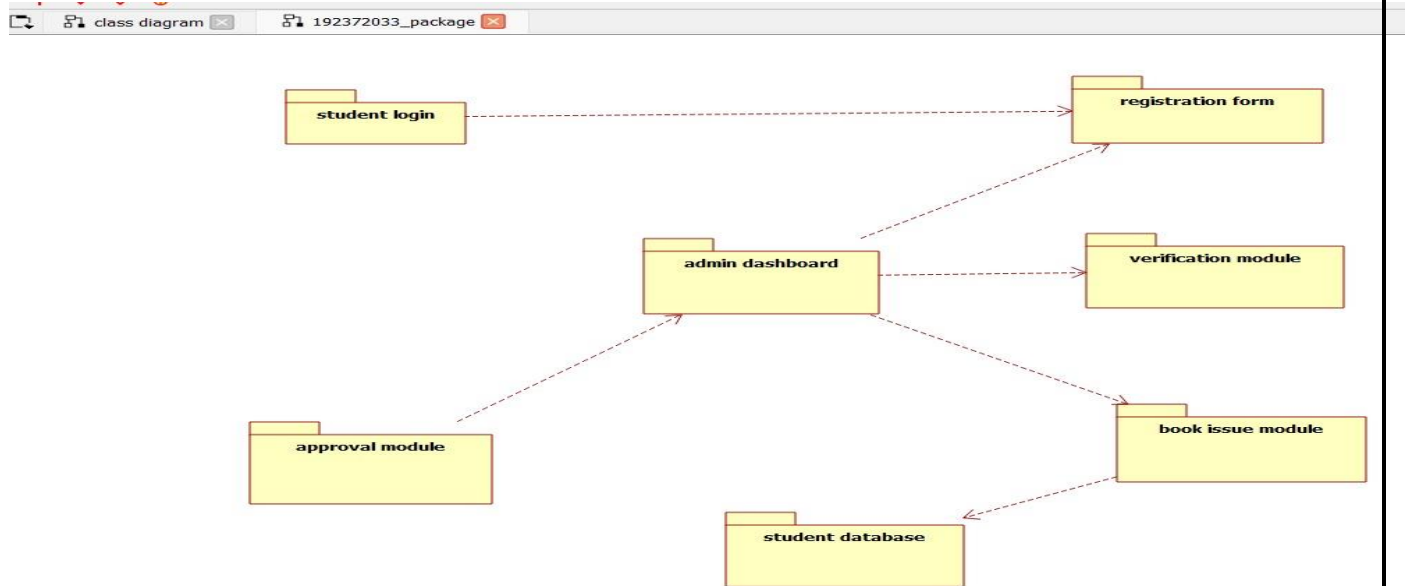 class diagram
192372033_package
student login
registration form
admin dashboard
verification module
approval module
book issue module
student database